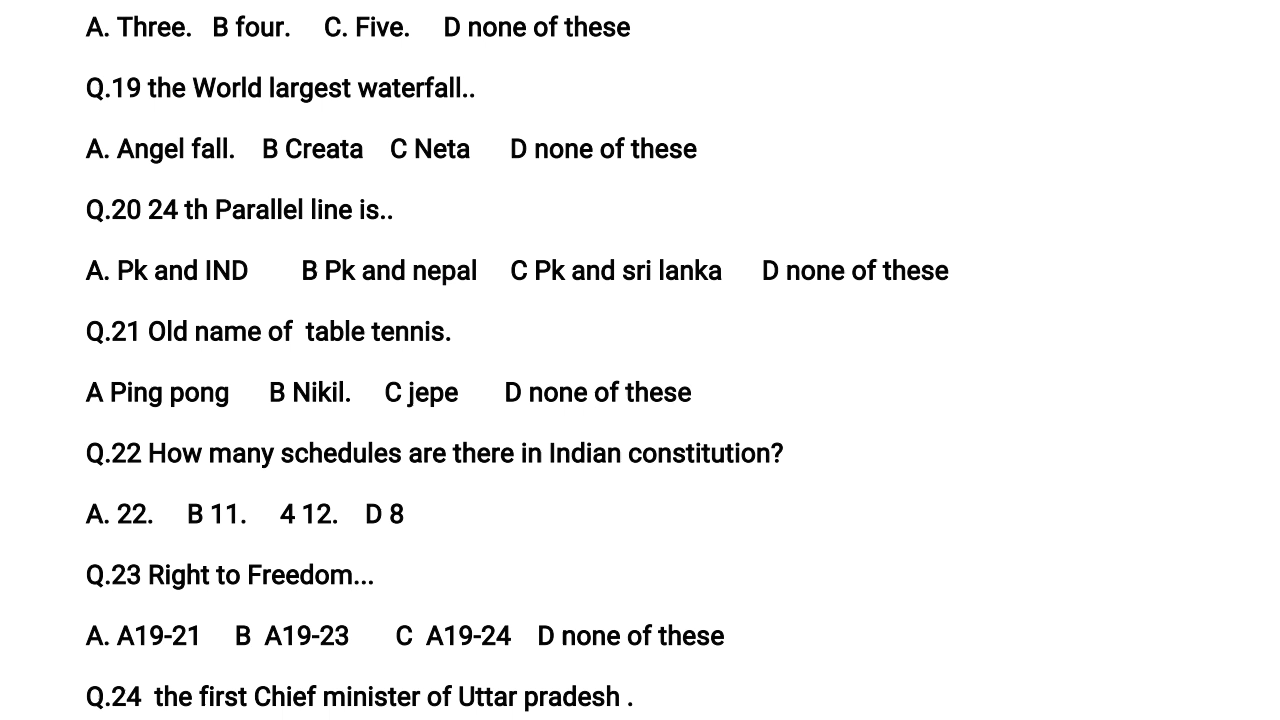 A. Three. B four. C. Five. D none of these
Q.19 the World largest waterfall..
A. Angel fall. B Creata C Neta D none of these
Q.20 24 th Parallel line is..
A. Pk and IND B Pk and nepal C Pk and sri lanka D none of these
Q.21 Old name of table tennis.
A Ping pong B Nikil. C jepe D none of these
Q.22 How many schedules are there in Indian constitution?
A. 22. B 11. 4 12. D 8
Q.23 Right to Freedom...
A. A19-21 B A19-23 C A19-24 D none of these
Q.24 the first Chief minister of Uttar pradesh .